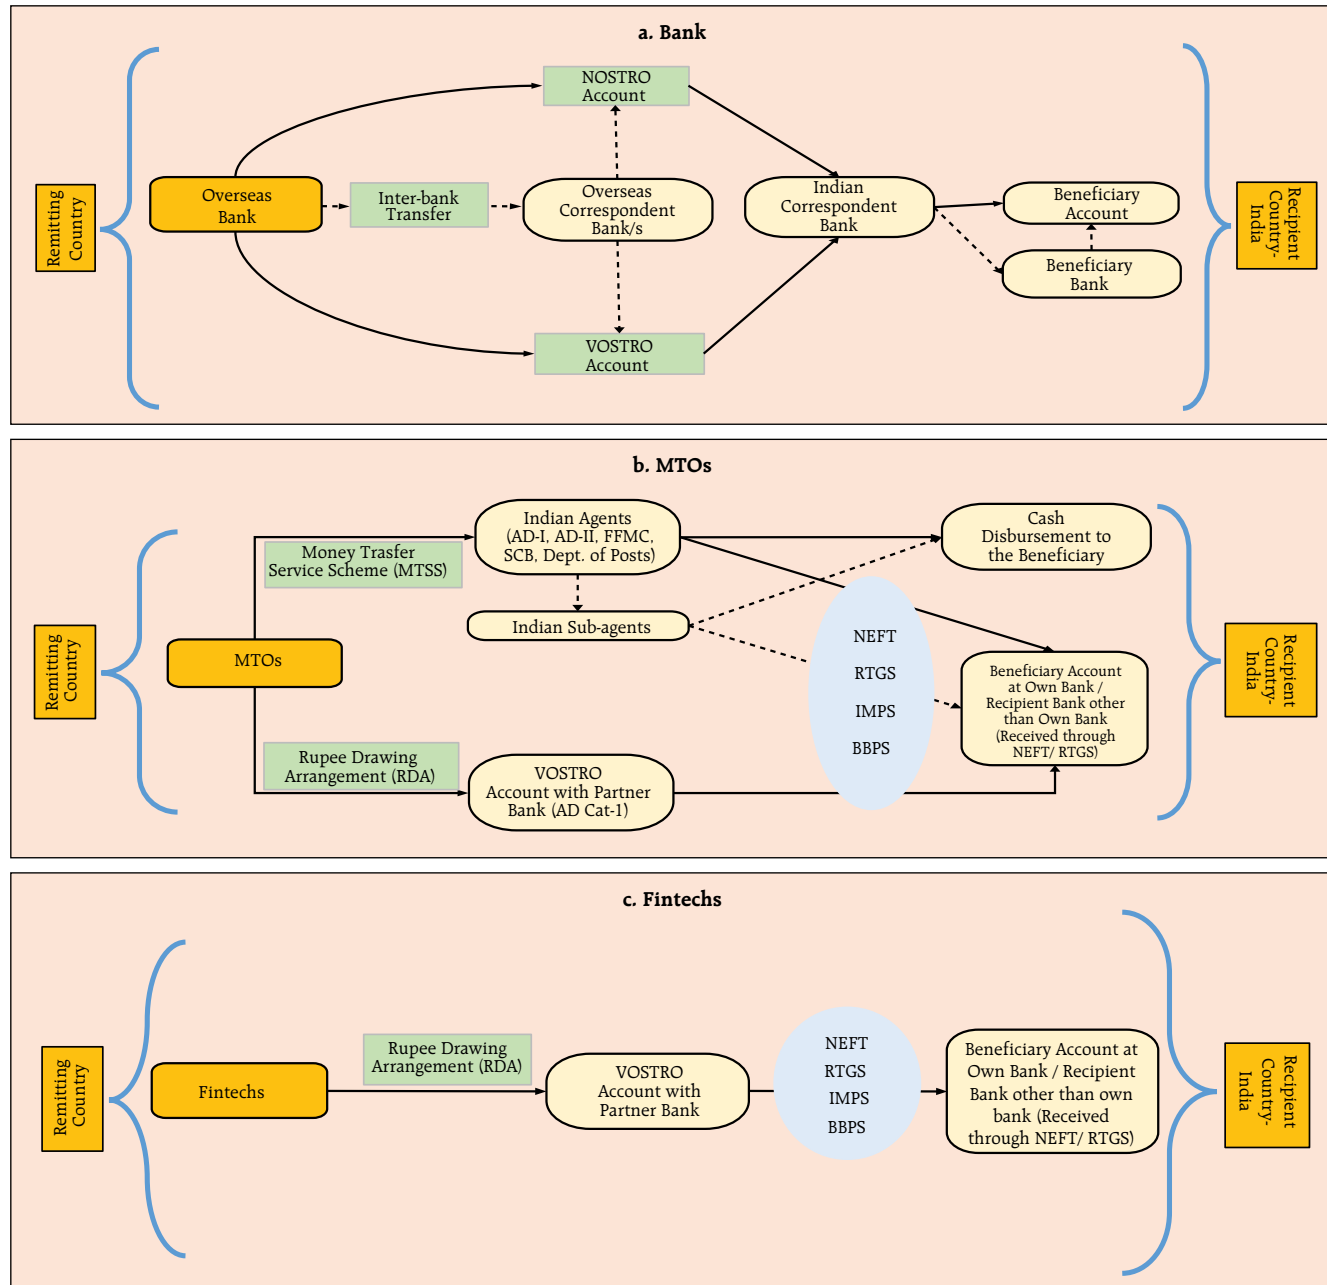 a. Bank
NOSTRO
Account
Remitting
Country
Overseas
Bank
Inter-bank
Transfer
Overseas
Correspondent
Bank/s
Indian
Correspondent
Bank
Beneficiary
Account
Beneficiary
Bank
Recipient
Country-
India
VOSTRO
Account
b. MTOs
Money Trasfer
Service Scheme (MTSS)
Indian Agents
(AD-I, AD-II, FFMC,
SCB, Dept. of Posts)
Cash
Disbursement to
the Beneficiary
Indian Sub-agents
Remitting
Country
MTOs
NEFT
RTGS
IMPS
BBPS
Beneficiary Account
at Own Bank /
Recipient Bank other
than Own Bank
(Received through
NEFT/ RTGS)
Recipient
Country-
India
Rupee Drawing
Arrangement (RDA)
VOSTRO
Account with Partner
Bank (AD Cat-1)
c. Fintechs
Remitting
Country
Fintechs
Rupee Drawing
Arrangement (RDA)
VOSTRO
Account with
Partner Bank
NEFT
RTGS
IMPS
BBPS
Beneficiary Account at
Own Bank / Recipient
Bank other than own
bank (Received
through NEFT/ RTGS)
Recipient
Country-
India